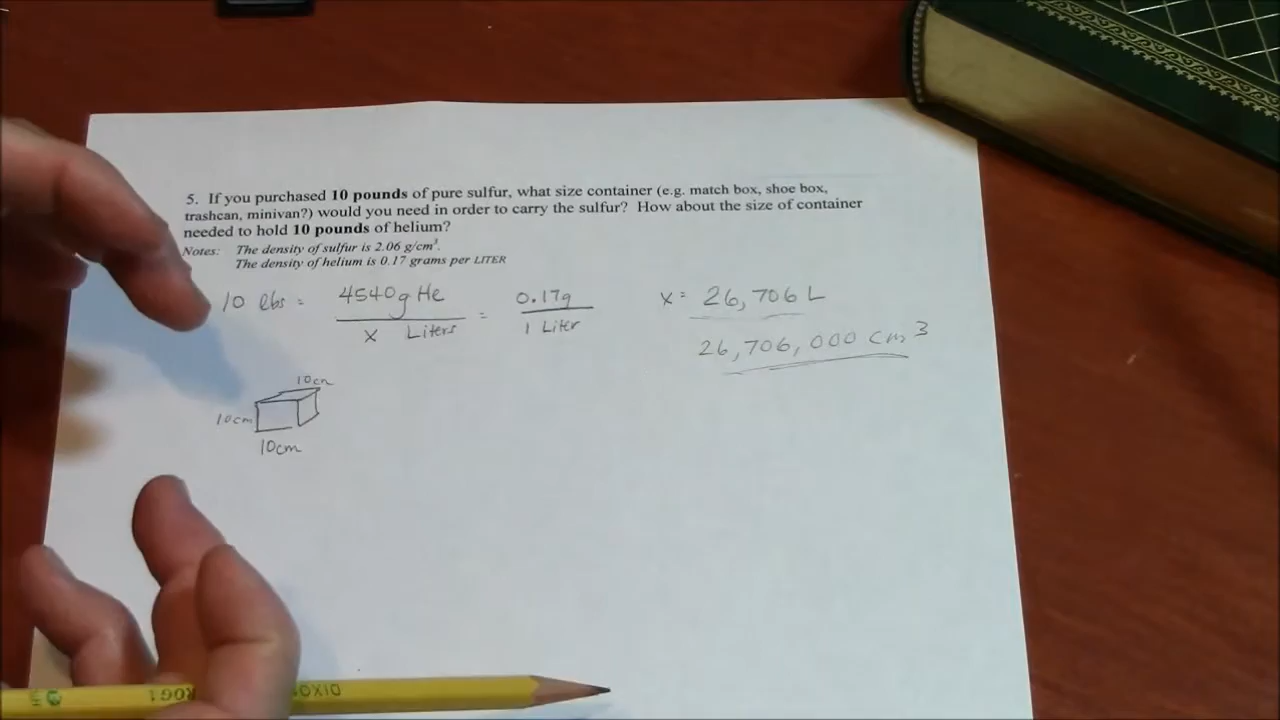 5. If you purchased 10 pounds of pure sulfur, what size container (e.g. match box, shoe box,
trashcan, minivan?) would you need in order to carry the sulfur? How about the size of container
needed to hold 10 pounds of helium?
Notes: The density of sulfur is 2.06 g/cm³.
The density of helium is 0.17 grams per LITER
10 lbs = 4540g He / x Liters = 0.17g / 1 Liter
x = 26,706 L
26,706,000 cm³
10cm
10cm
10cm
DIXON